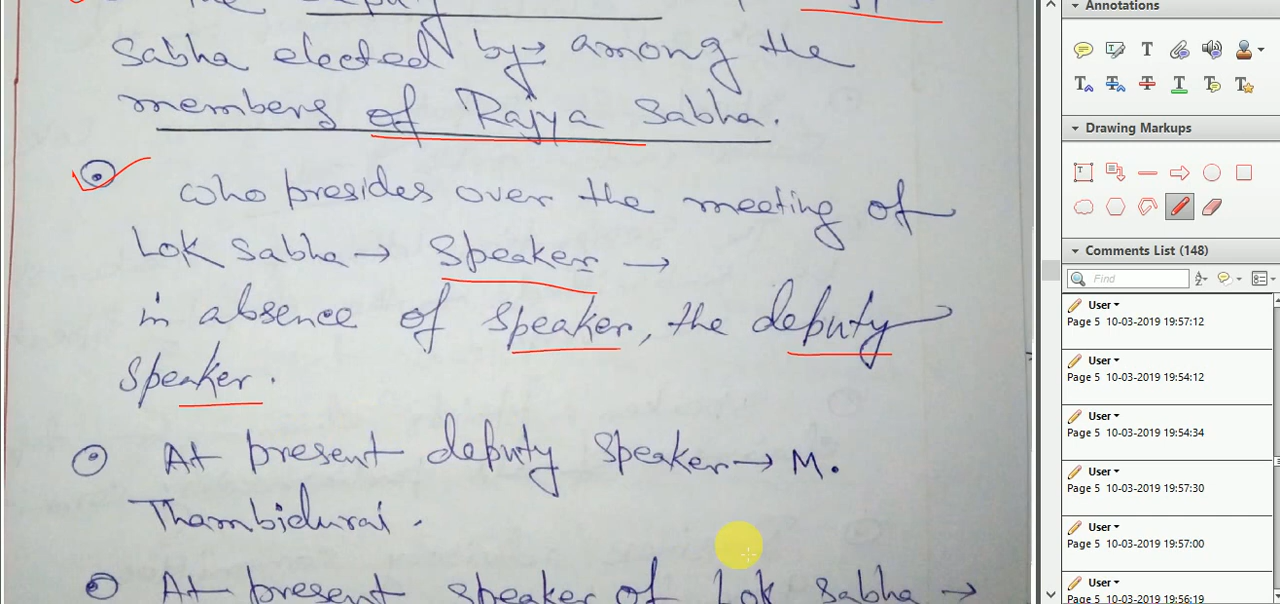 Sabha elected by → among the
members of Rajya Sabha.
who presides over the meeting of
Lok Sabha → Speaker →
in absence of speaker, the deputy
speaker.
At present deputy speaker → M.
Thambidurai.
At present speaker of Lok Sabha →
Annotations
Drawing Markups
Comments List (148)
Find
User
Page 5 10-03-2019 19:57:12
User
Page 5 10-03-2019 19:54:12
User
Page 5 10-03-2019 19:54:34
User
Page 5 10-03-2019 19:57:30
User
Page 5 10-03-2019 19:57:00
User
Page 5 10-03-2019 19:56:19